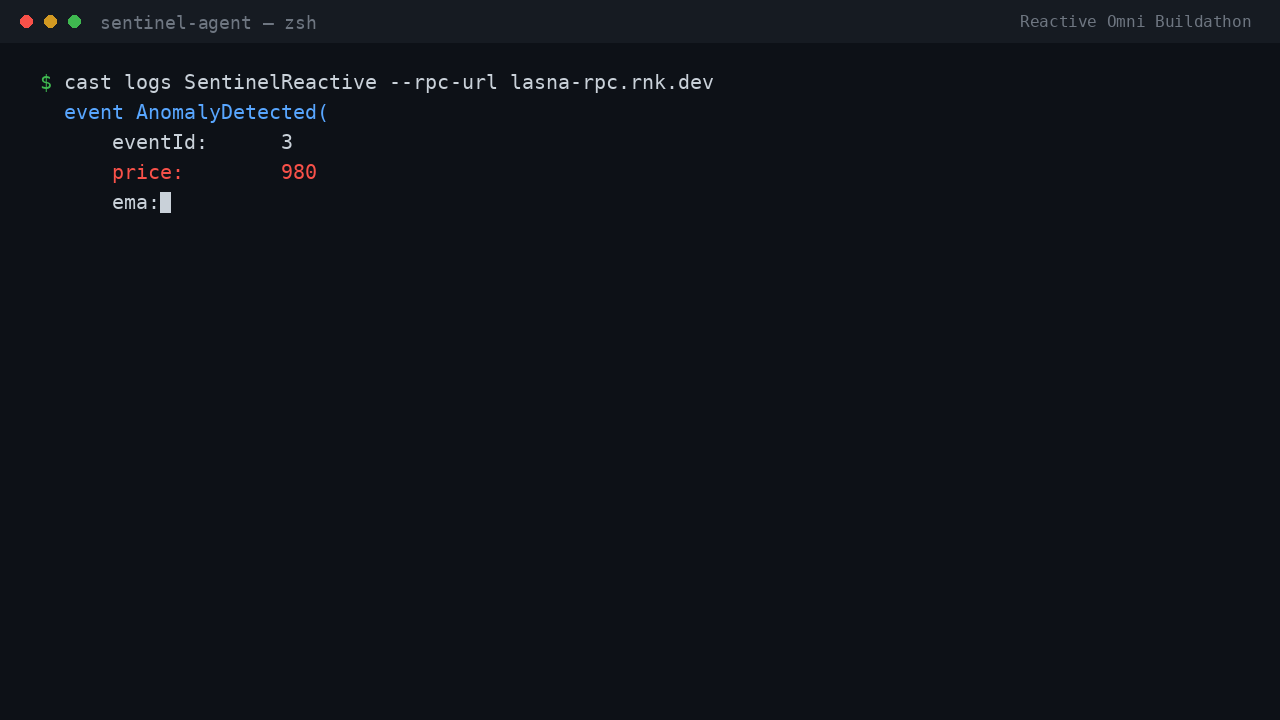 sentinel-agent — zsh
Reactive Omni Buildathon
$ cast logs SentinelReactive --rpc-url lasna-rpc.rnk.dev
event AnomalyDetected(
eventId: 3
price: 980
ema: